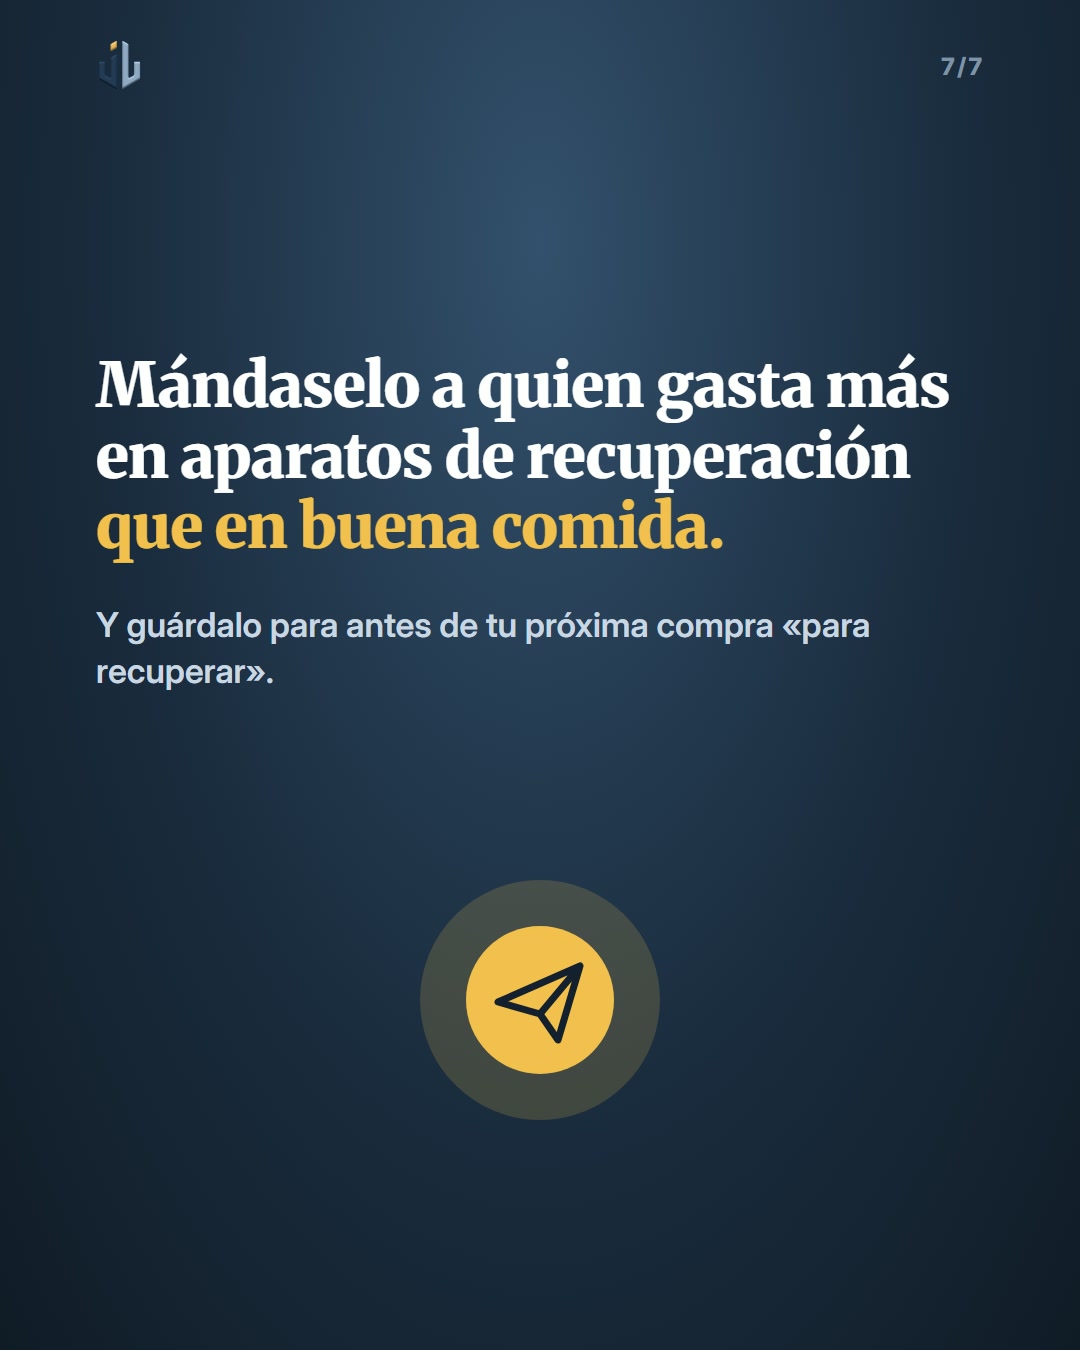 7/7
Mándaselo a quien gasta más
en aparatos de recuperación
que en buena comida.
Y guárdalo para antes de tu próxima compra «para
recuperar».